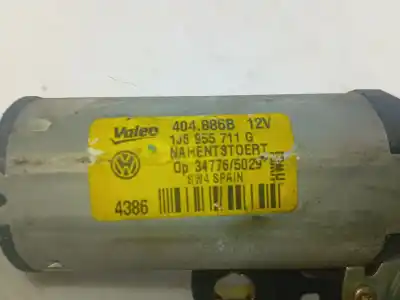 Valeo 404.886B 12V
1J6 955 711 G
NAHENTSTOERT
Op 34776/5029
SW4 SPAIN
4386